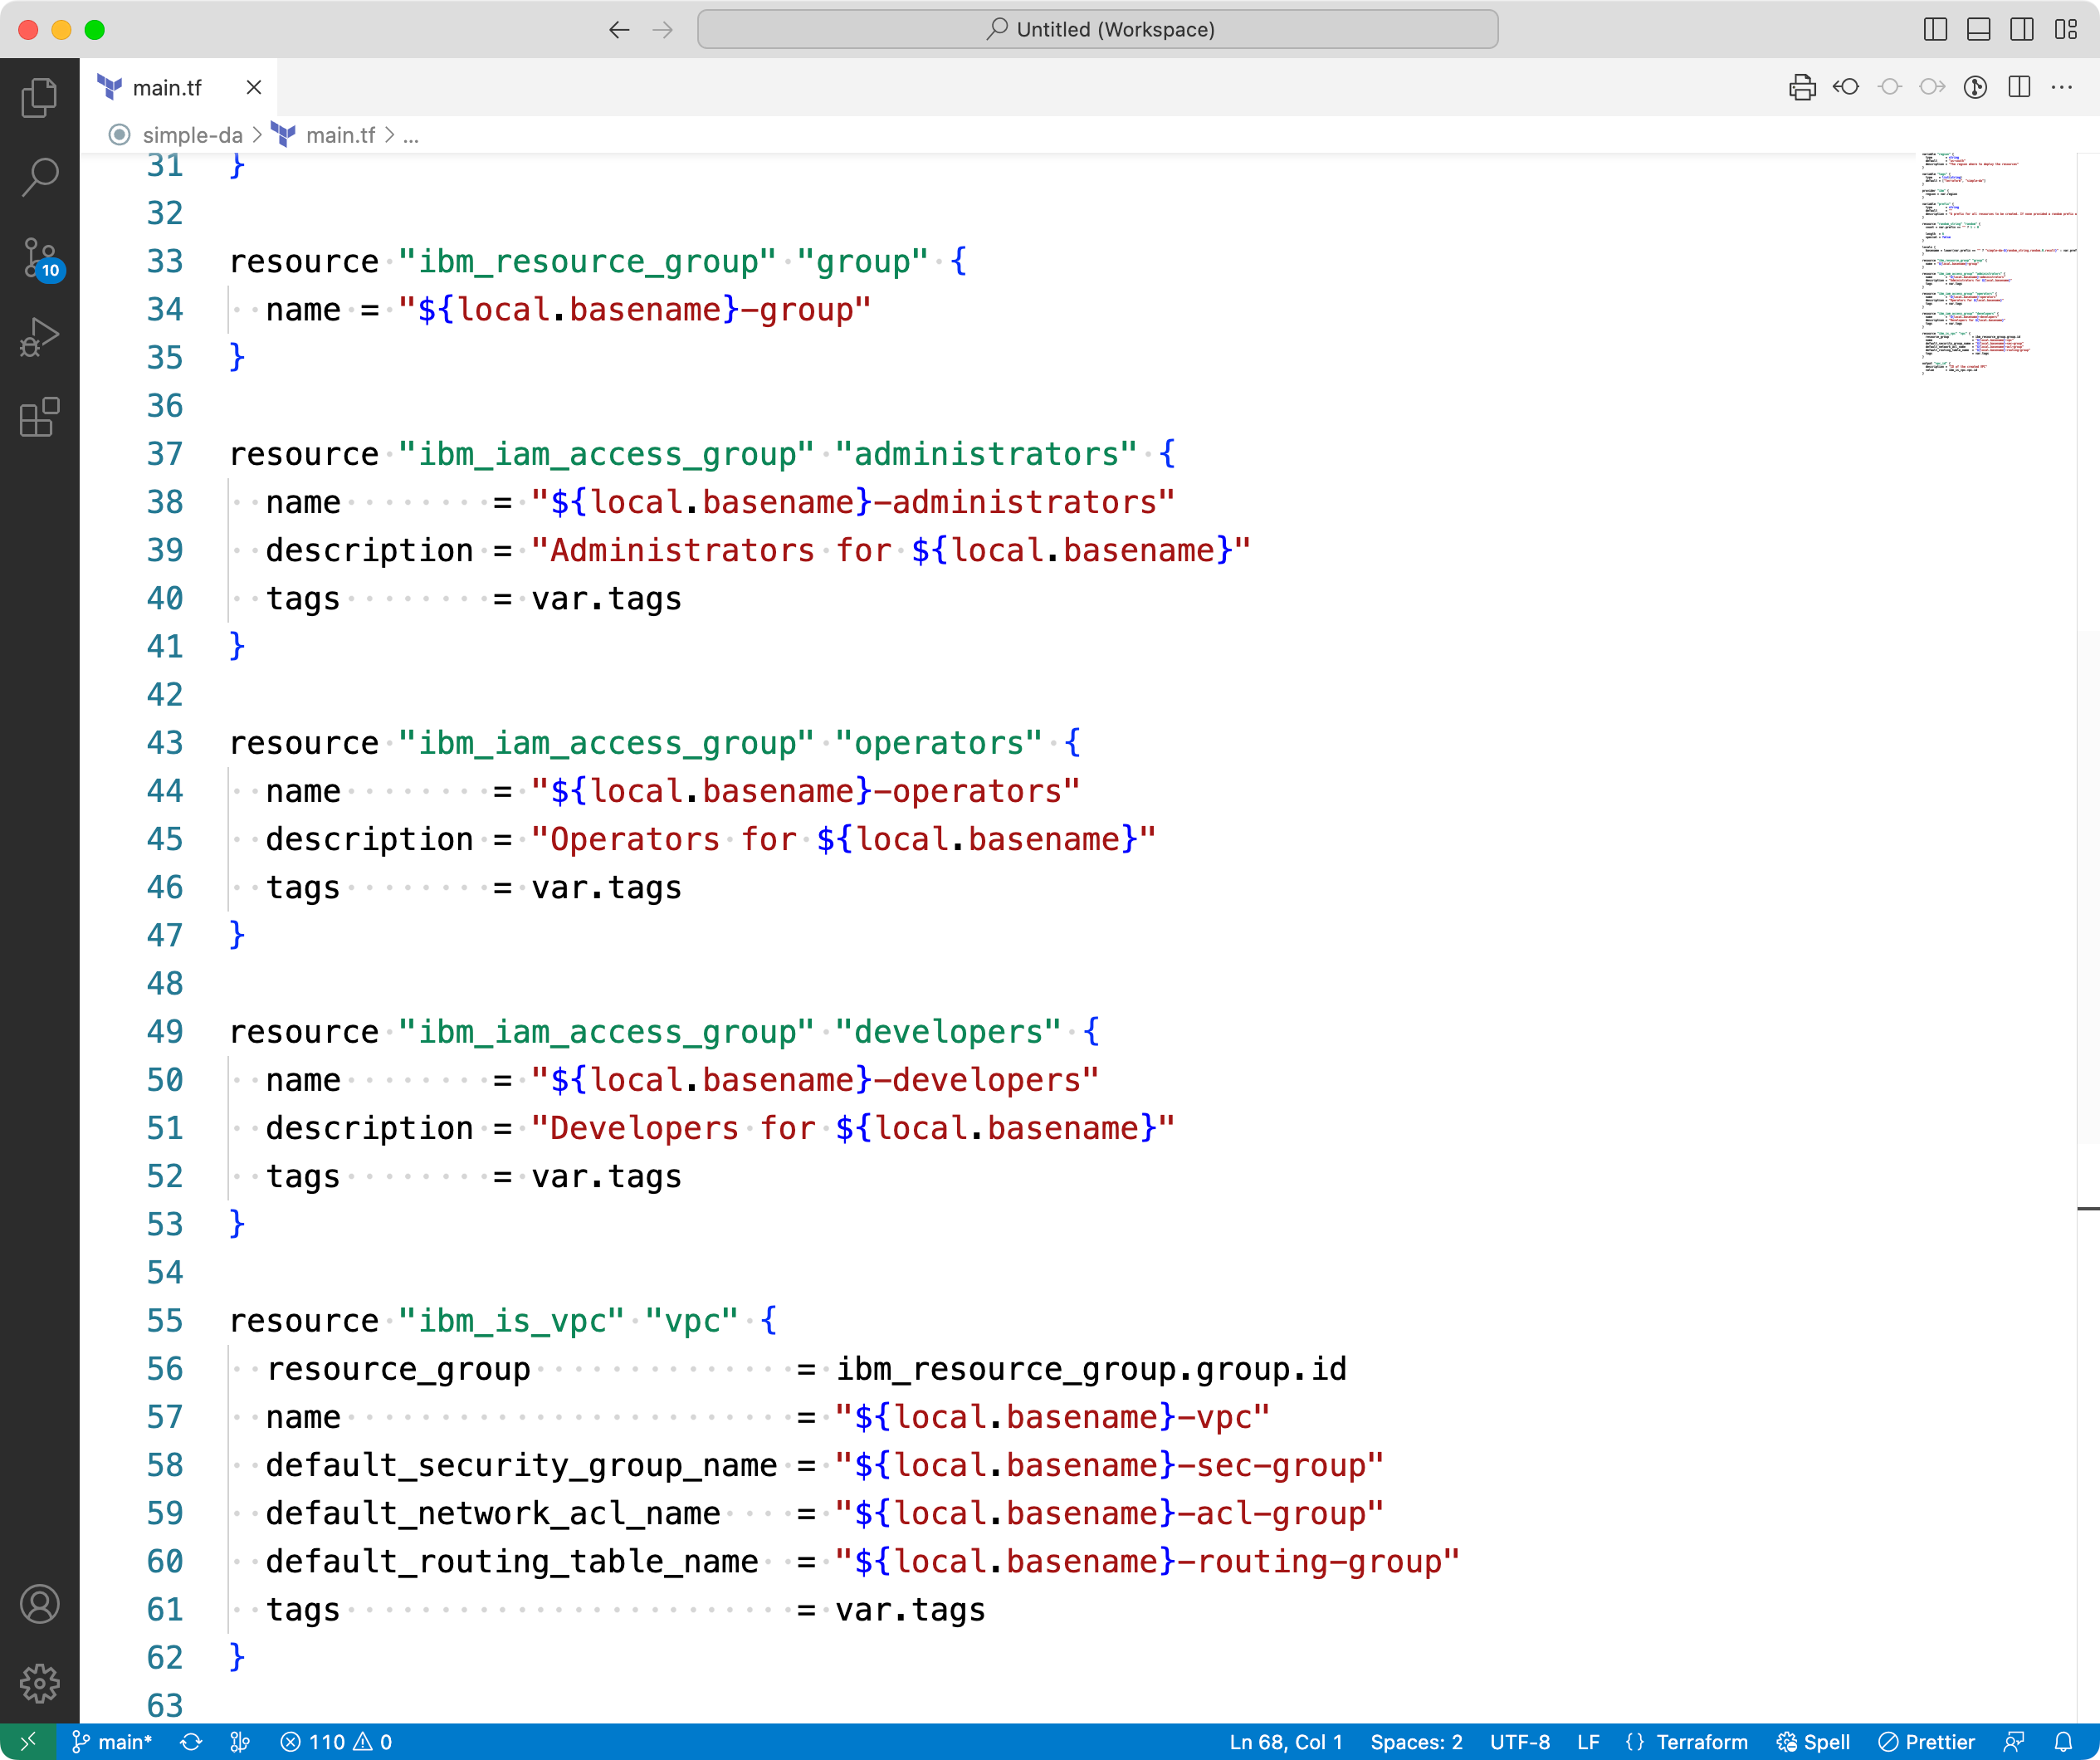 Untitled (Workspace)
main.tf
simple-da > main.tf > ...
31 }
32
33 resource "ibm_resource_group" "group" {
34   name = "${local.basename}-group"
35 }
36
37 resource "ibm_iam_access_group" "administrators" {
38   name        = "${local.basename}-administrators"
39   description = "Administrators for ${local.basename}"
40   tags        = var.tags
41 }
42
43 resource "ibm_iam_access_group" "operators" {
44   name        = "${local.basename}-operators"
45   description = "Operators for ${local.basename}"
46   tags        = var.tags
47 }
48
49 resource "ibm_iam_access_group" "developers" {
50   name        = "${local.basename}-developers"
51   description = "Developers for ${local.basename}"
52   tags        = var.tags
53 }
54
55 resource "ibm_is_vpc" "vpc" {
56   resource_group              = ibm_resource_group.group.id
57   name                        = "${local.basename}-vpc"
58   default_security_group_name = "${local.basename}-sec-group"
59   default_network_acl_name    = "${local.basename}-acl-group"
60   default_routing_table_name  = "${local.basename}-routing-group"
61   tags                        = var.tags
62 }
63
10
main* 110 0 Ln 68, Col 1 Spaces: 2 UTF-8 LF {} Terraform Spell Prettier